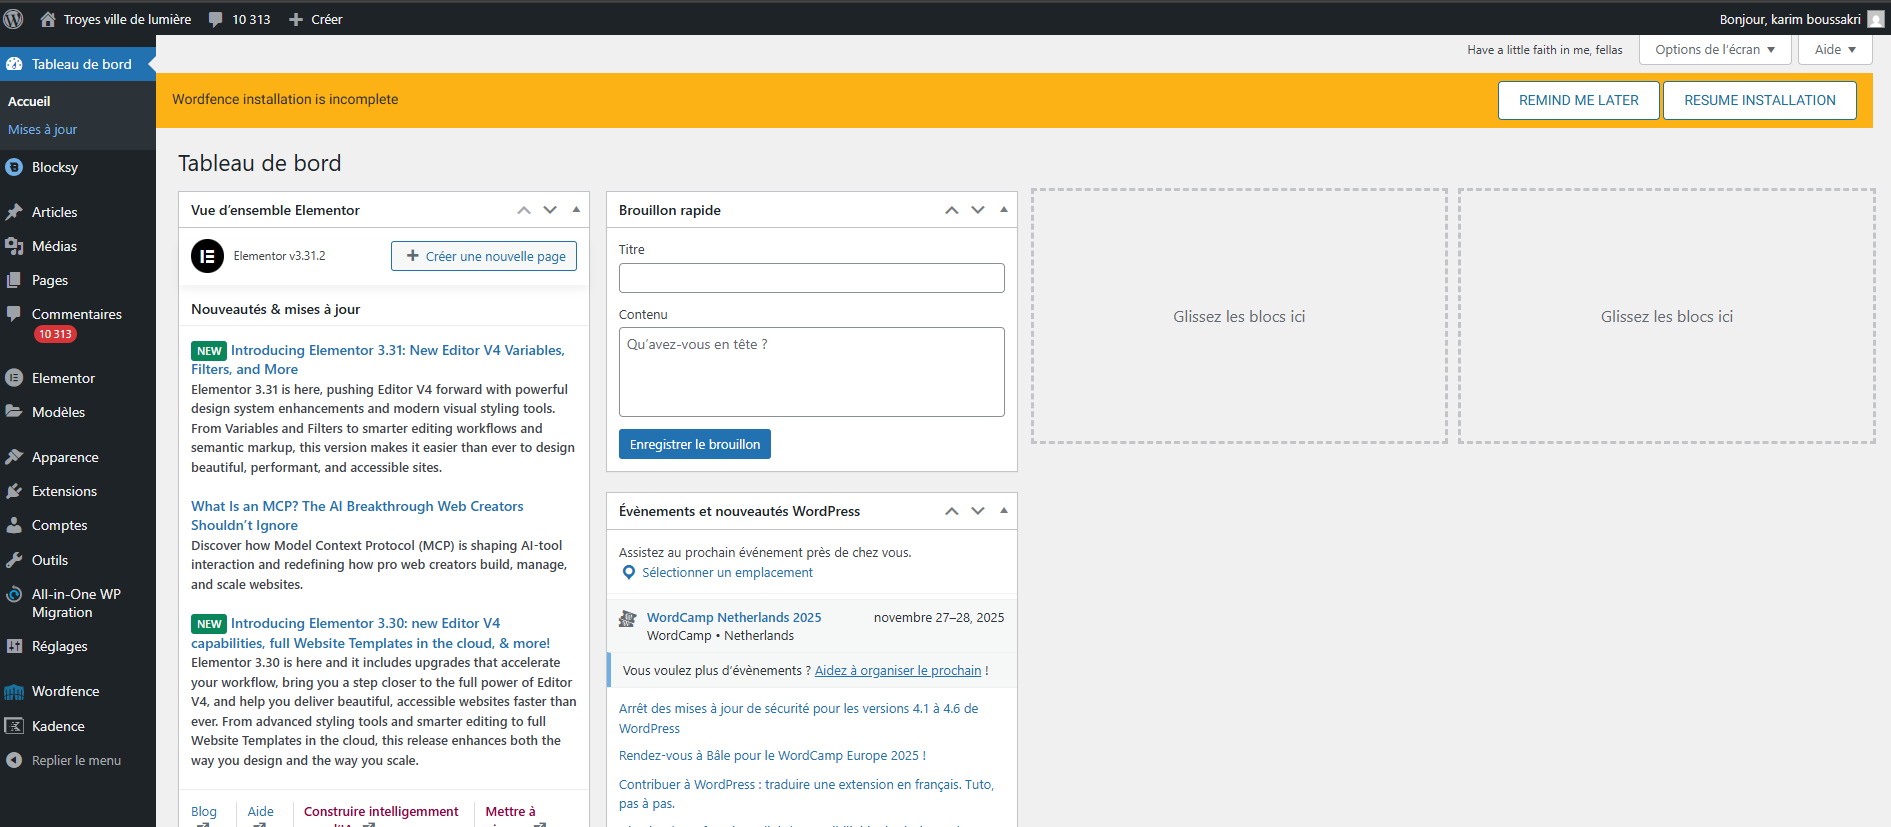 Troyes ville de lumière
10 313
Créer
Bonjour, karim boussakri
Tableau de bord
Accueil
Mises à jour
Blocksy
Articles
Médias
Pages
Commentaires
10 313
Elementor
Modèles
Apparence
Extensions
Comptes
Outils
All-in-One WP
Migration
Réglages
Wordfence
Kadence
Replier le menu
Have a little faith in me, fellas
Options de l’écran
Aide
Wordfence installation is incomplete
REMIND ME LATER
RESUME INSTALLATION
Tableau de bord
Vue d’ensemble Elementor
Elementor v3.31.2
Créer une nouvelle page
Nouveautés & mises à jour
NEW Introducing Elementor 3.31: New Editor V4 Variables,
Filters, and More
Elementor 3.31 is here, pushing Editor V4 forward with powerful
design system enhancements and modern visual styling tools.
From Variables and Filters to smarter editing workflows and
semantic markup, this version makes it easier than ever to design
beautiful, performant, and accessible sites.
What Is an MCP? The AI Breakthrough Web Creators
Shouldn’t Ignore
Discover how Model Context Protocol (MCP) is shaping AI-tool
interaction and redefining how pro web creators build, manage,
and scale websites.
NEW Introducing Elementor 3.30: new Editor V4
capabilities, full Website Templates in the cloud, & more!
Elementor 3.30 is here and it includes upgrades that accelerate
your workflow, bring you a step closer to the full power of Editor
V4, and help you deliver beautiful, accessible websites faster than
ever. From advanced styling tools and smarter editing to full
Website Templates in the cloud, this release enhances both the
way you design and the way you scale.
Blog
Aide
Construire intelligemment
Mettre à
Brouillon rapide
Titre
Contenu
Qu’avez-vous en tête ?
Enregistrer le brouillon
Évènements et nouveautés WordPress
Assistez au prochain événement près de chez vous.
Sélectionner un emplacement
WordCamp Netherlands 2025
novembre 27–28, 2025
WordCamp • Netherlands
Vous voulez plus d’évènements ? Aidez à organiser le prochain !
Arrêt des mises à jour de sécurité pour les versions 4.1 à 4.6 de
WordPress
Rendez-vous à Bâle pour le WordCamp Europe 2025 !
Contribuer à WordPress : traduire une extension en français. Tuto,
pas à pas.
Glissez les blocs ici
Glissez les blocs ici